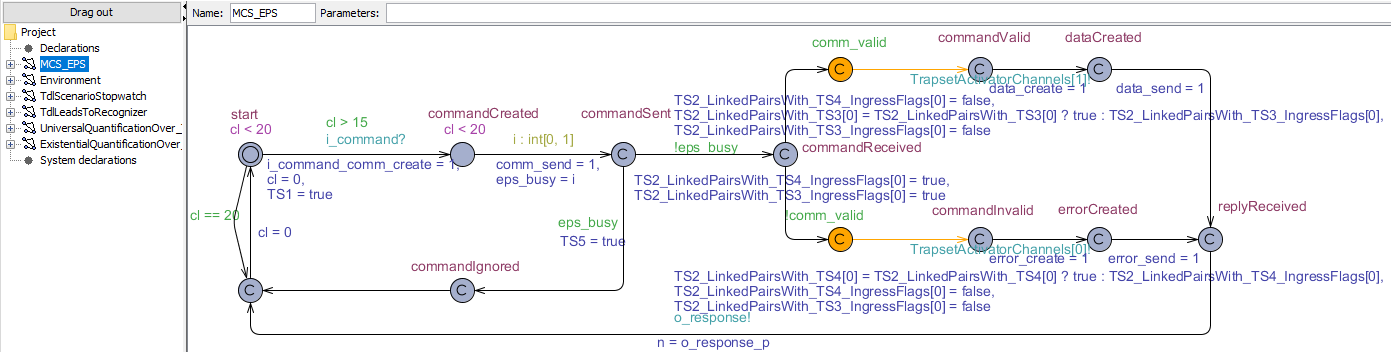 Drag out
Name: MCS_EPS Parameters:
Project
Declarations
MCS_EPS
Environment
TdlScenarioStopwatch
TdlLeadsToRecognizer
UniversalQuantificationOver_
ExistentialQuantificationOver_
System declarations
start
cl < 20
cl > 15
i_command?
i_command_comm_create = 1,
cl = 0,
TS1 = true
commandCreated
cl < 20
i : int[0, 1]
comm_send = 1,
eps_busy = i
commandSent
!eps_busy
TS2_LinkedPairsWith_TS4_IngressFlags[0] = true,
TS2_LinkedPairsWith_TS3_IngressFlags[0] = true
commandReceived
comm_valid
TS2_LinkedPairsWith_TS4_IngressFlags[0] = false,
TS2_LinkedPairsWith_TS3[0] = TS2_LinkedPairsWith_TS3[0] ? true : TS2_LinkedPairsWith_TS3_IngressFlags[0],
TS2_LinkedPairsWith_TS3_IngressFlags[0] = false
TrapsetActivatorChannels[1]!
commandValid
data_create = 1
dataCreated
data_send = 1
!comm_valid
TS2_LinkedPairsWith_TS4[0] = TS2_LinkedPairsWith_TS4[0] ? true : TS2_LinkedPairsWith_TS4_IngressFlags[0],
TS2_LinkedPairsWith_TS4_IngressFlags[0] = false,
TS2_LinkedPairsWith_TS3_IngressFlags[0] = false
TrapsetActivatorChannels[0]!
commandInvalid
error_create = 1
errorCreated
error_send = 1
replyReceived
eps_busy
TS5 = true
commandIgnored
cl == 20
cl = 0
o_response!
n = o_response_p
C
C
C
C
C
C
C
C
C
C
C